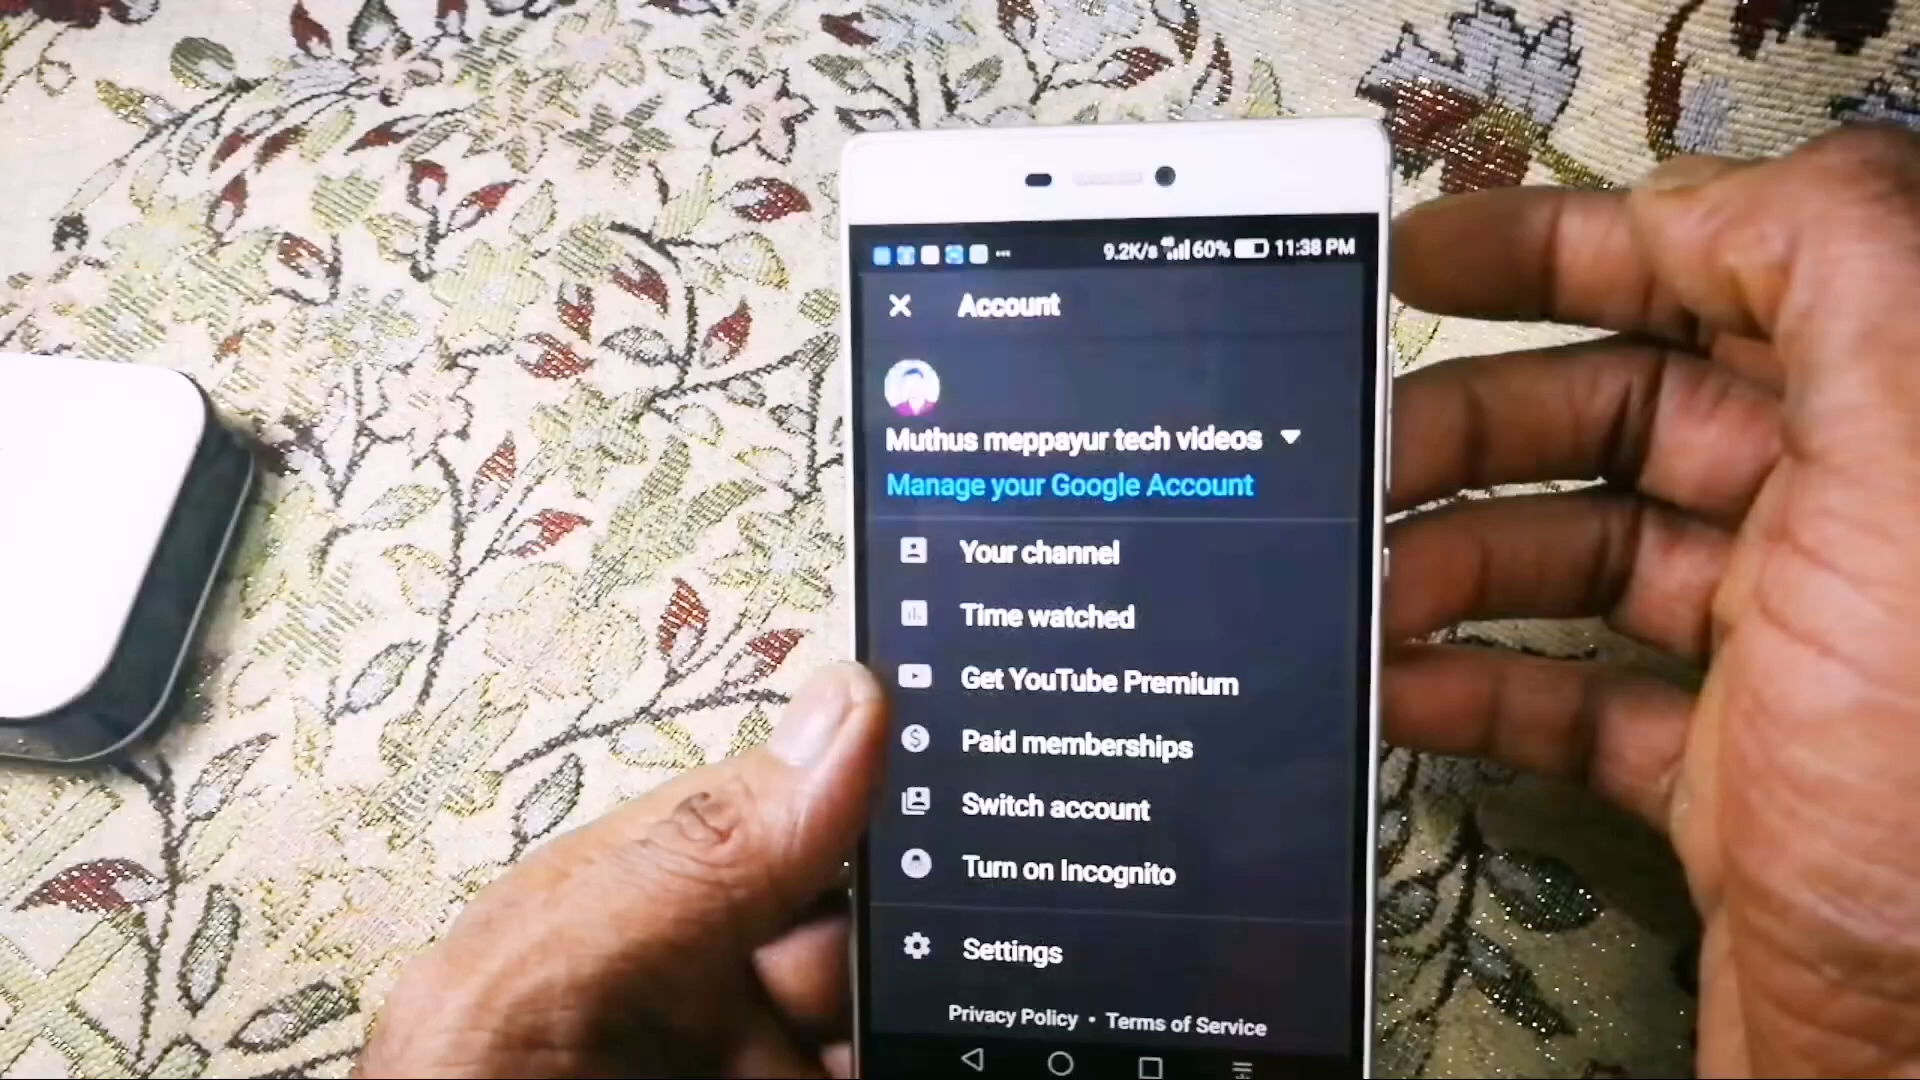 9.2K/s 4G 60% 11:38 PM
Account
Muthus meppayur tech videos
Manage your Google Account
Your channel
Time watched
Get YouTube Premium
Paid memberships
Switch account
Turn on Incognito
Settings
Privacy Policy • Terms of Service